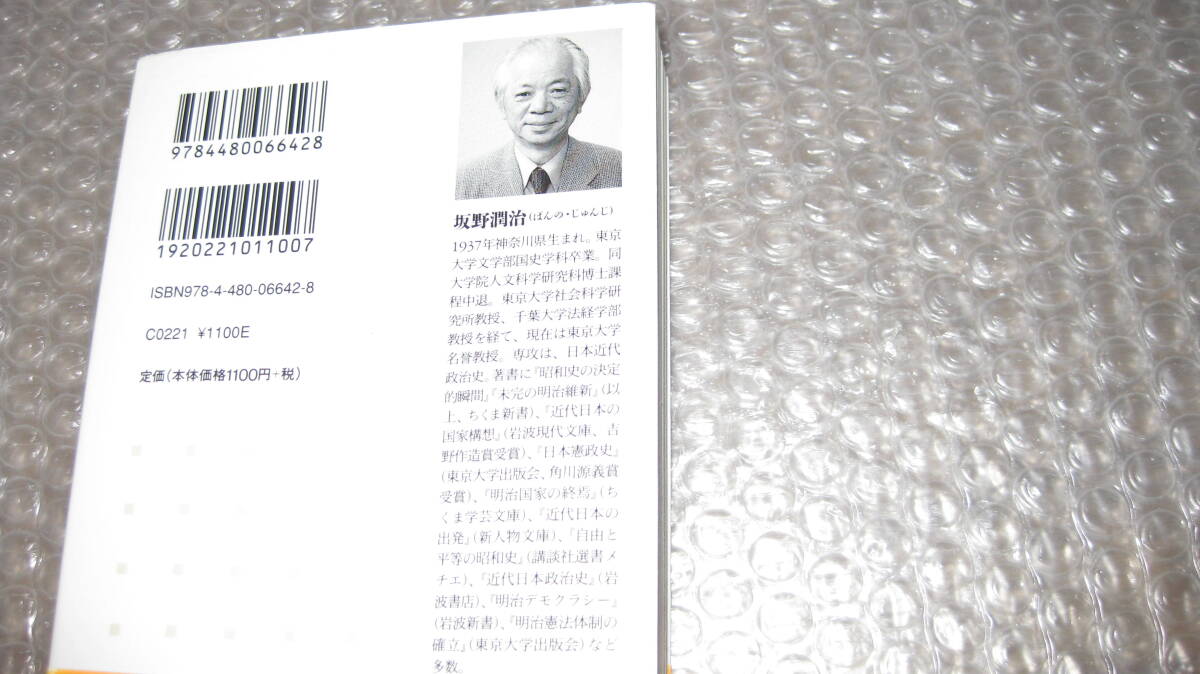 9784480066428
1920221011007
ISBN978-4-480-06642-8
C0221 ¥1100E
定価(本体価格1100円+税)
坂野潤治(ばんの・じゅんじ)
1937年神奈川県生まれ。東京
大学文学部国史学科卒業。同
大学院人文科学研究科博士課
程中退。東京大学社会科学研
究所教授、千葉大学法経学部
教授を経て、現在は東京大学
名誉教授。専攻は、日本近代
政治史。著書に『昭和史の決定
的瞬間』『未完の明治維新』(以
上、ちくま新書)、『近代日本の
国家構想』(岩波現代文庫、吉
野作造賞受賞)、『日本憲政史』
(東京大学出版会、角川源義賞
受賞)、『明治国家の終焉』(ち
くま学芸文庫)、『近代日本の
出発』(新人物文庫)、『自由と
平等の昭和史』(講談社選書メ
チエ)、『近代日本政治史』(岩
波書店)、『明治デモクラシー』
(岩波新書)、『明治憲法体制の
確立』(東京大学出版会)など
多数。